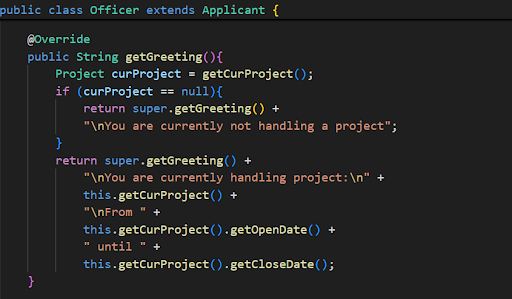 public class Officer extends Applicant {
@Override
public String getGreeting(){
Project curProject = getCurProject();
if (curProject == null){
return super.getGreeting() +
"\nYou are currently not handling a project";
}
return super.getGreeting() +
"\nYou are currently handling project:\n" +
this.getCurProject() +
"\nFrom " +
this.getCurProject().getOpenDate() +
" until " +
this.getCurProject().getCloseDate();
}